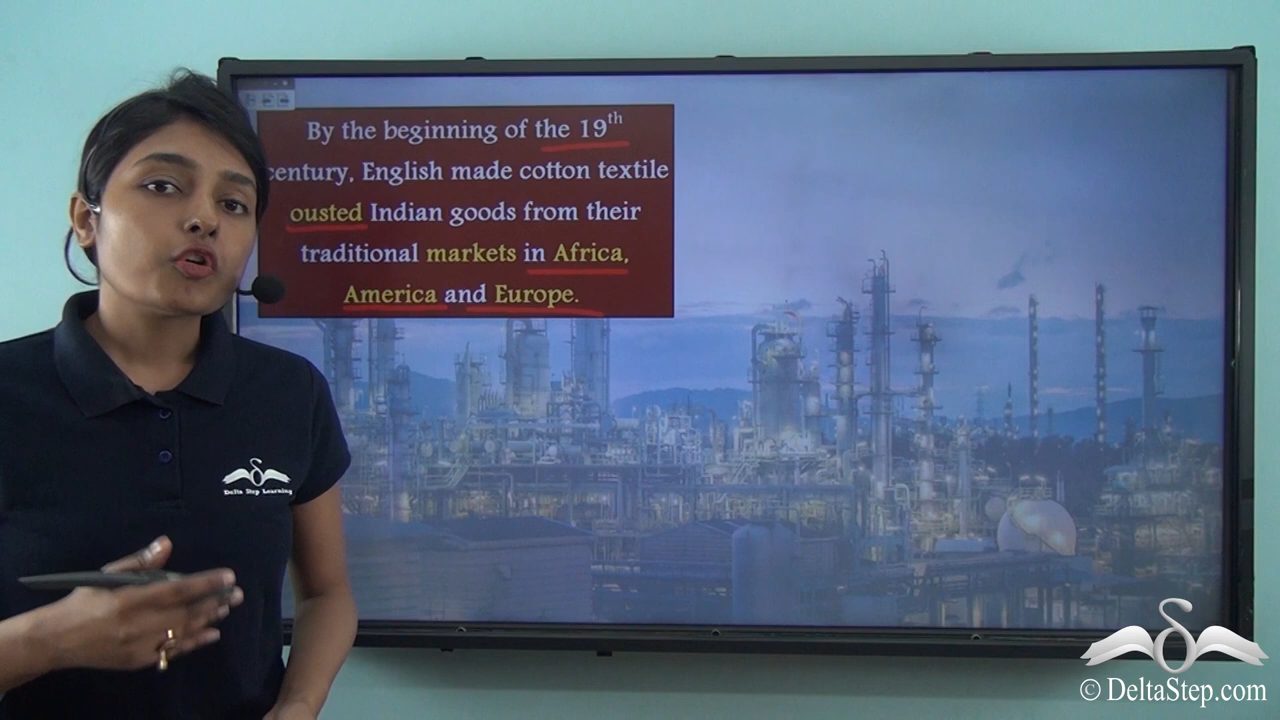 By the beginning of the 19th
century, English made cotton textile
ousted Indian goods from their
traditional markets in Africa,
America and Europe.
Delta Step Learning
© DeltaStep.com